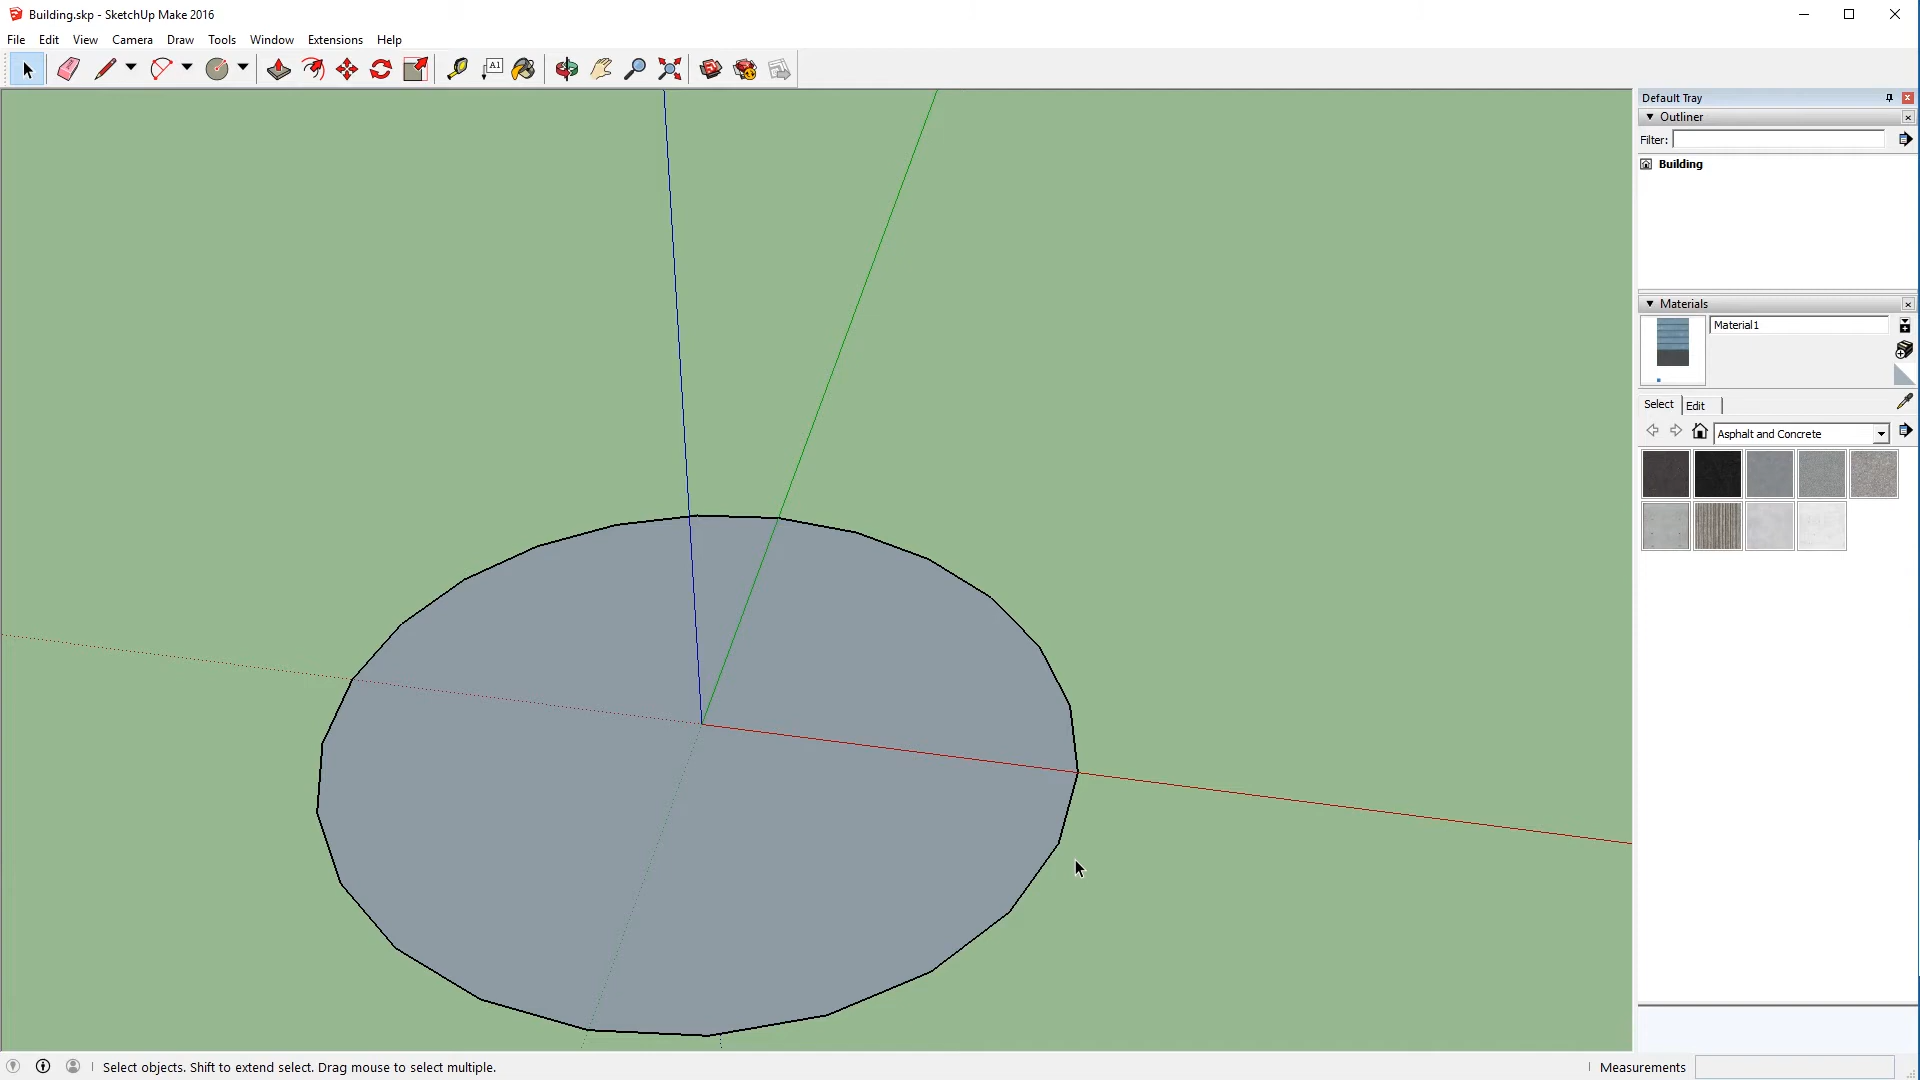 Building.skp - SketchUp Make 2016
File Edit View Camera Draw Tools Window Extensions Help
A1
Default Tray
Outliner
Filter:
Building
Materials
Material1
Select Edit
Asphalt and Concrete
Select objects. Shift to extend select. Drag mouse to select multiple.
Measurements